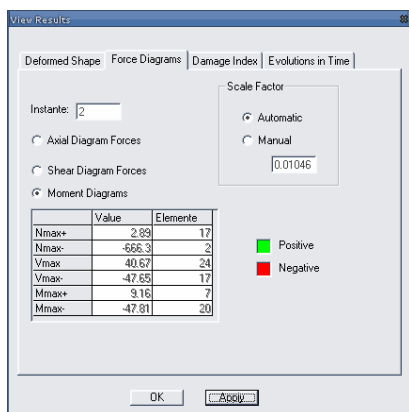 View Results
Deformed Shape Force Diagrams Damage Index Evolutions in Time
Scale Factor
Instante: 2
Automatic
Axial Diagram Forces
Manual
0.01046
Shear Diagram Forces
Moment Diagrams
Value Elemente
Nmax+ 2.89 17
Nmax- -666.3 2
Vmax 40.67 24
Vmax- -47.65 17
Mmax+ 9.16 7
Mmax- -47.81 20
Positive
Negative
OK Apply